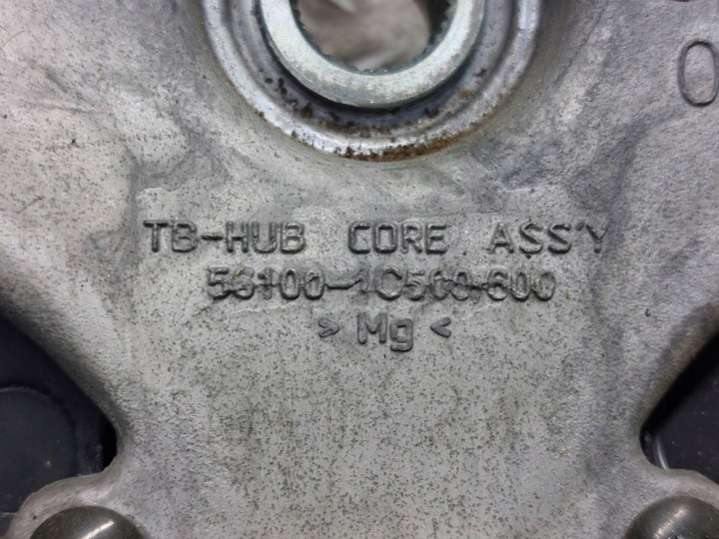 O
TB-HUB CORE ASS'Y
56100-1C500,600
> Mg <